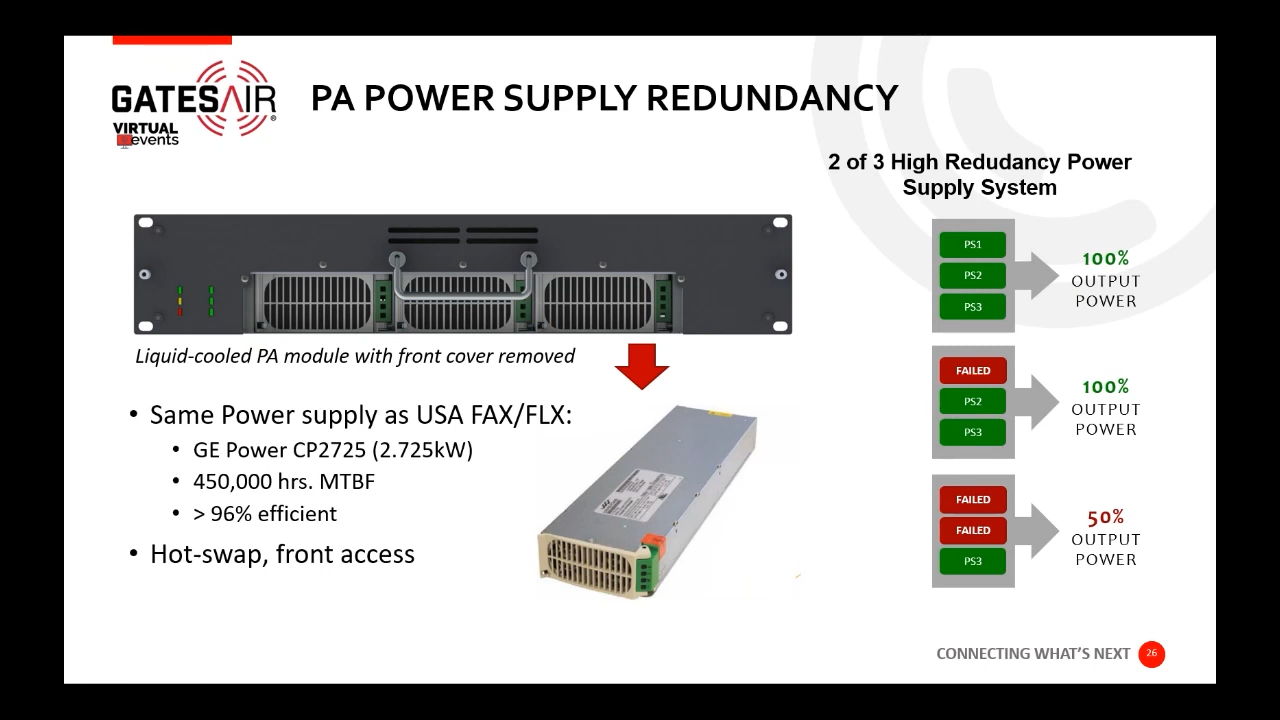 GATESAIR®
VIRTUAL
events
PA POWER SUPPLY REDUNDANCY
2 of 3 High Redudancy Power
Supply System
PS1
PS2
PS3
100%
OUTPUT
POWER
Liquid-cooled PA module with front cover removed
FAILED
PS2
PS3
100%
OUTPUT
POWER
• Same Power supply as USA FAX/FLX:
• GE Power CP2725 (2.725kW)
• 450,000 hrs. MTBF
• > 96% efficient
• Hot-swap, front access
FAILED
FAILED
PS3
50%
OUTPUT
POWER
CONNECTING WHAT'S NEXT 26